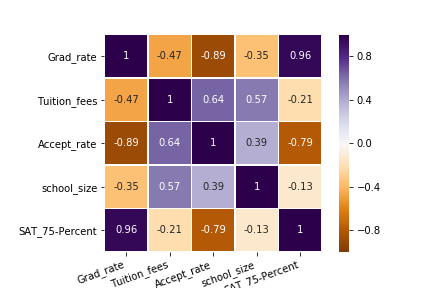 Grad_rate 1 -0.47 -0.89 -0.35 0.96
Tuition_fees -0.47 1 0.64 0.57 -0.21
Accept_rate -0.89 0.64 1 0.39 -0.79
school_size -0.35 0.57 0.39 1 -0.13
SAT_75-Percent 0.96 -0.21 -0.79 -0.13 1
Grad_rate Tuition_fees Accept_rate school_size SAT_75-Percent
0.8
0.4
0.0
−0.4
−0.8